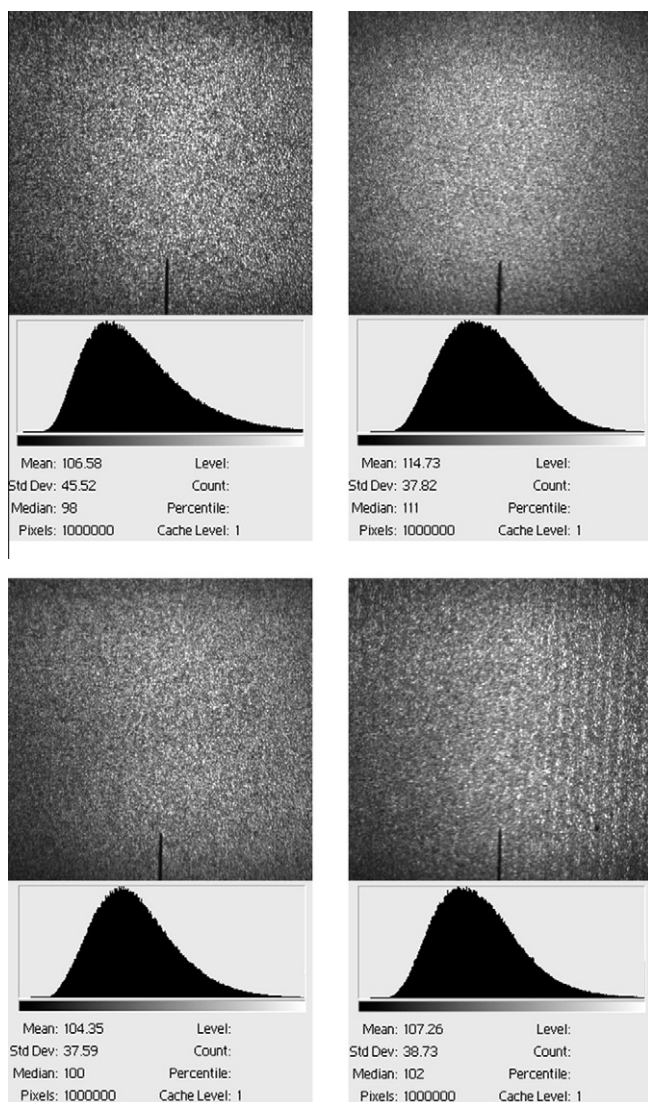 Mean: 106.58 Level:
Std Dev: 45.52 Count:
Median: 98 Percentile:
Pixels: 1000000 Cache Level: 1
Mean: 114.73 Level:
Std Dev: 37.82 Count:
Median: 111 Percentile:
Pixels: 1000000 Cache Level: 1
Mean: 104.35 Level:
Std Dev: 37.59 Count:
Median: 100 Percentile:
Pixels: 1000000 Cache Level: 1
Mean: 107.26 Level:
Std Dev: 38.73 Count:
Median: 102 Percentile:
Pixels: 1000000 Cache Level: 1